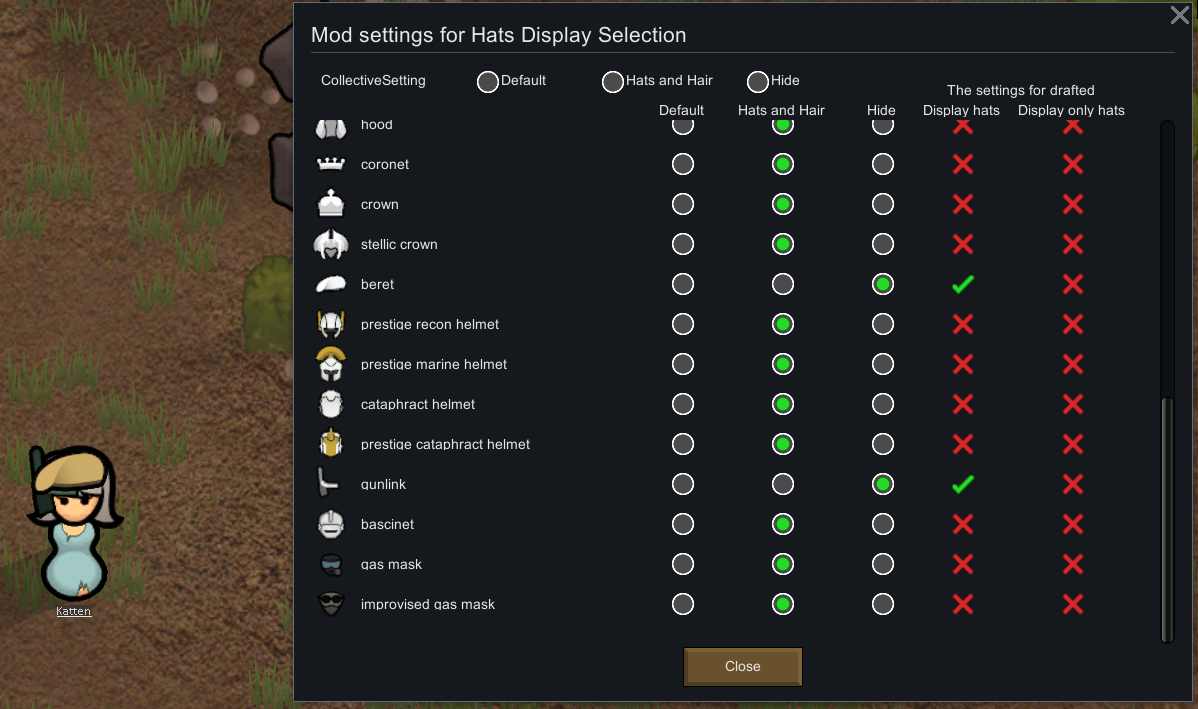 Mod settings for Hats Display Selection
CollectiveSetting Default Hats and Hair Hide
The settings for drafted
Default Hats and Hair Hide Display hats Display only hats
hood
coronet
crown
stellic crown
beret
prestige recon helmet
prestige marine helmet
cataphract helmet
prestige cataphract helmet
gunlink
bascinet
gas mask
improvised gas mask
Katten
Close